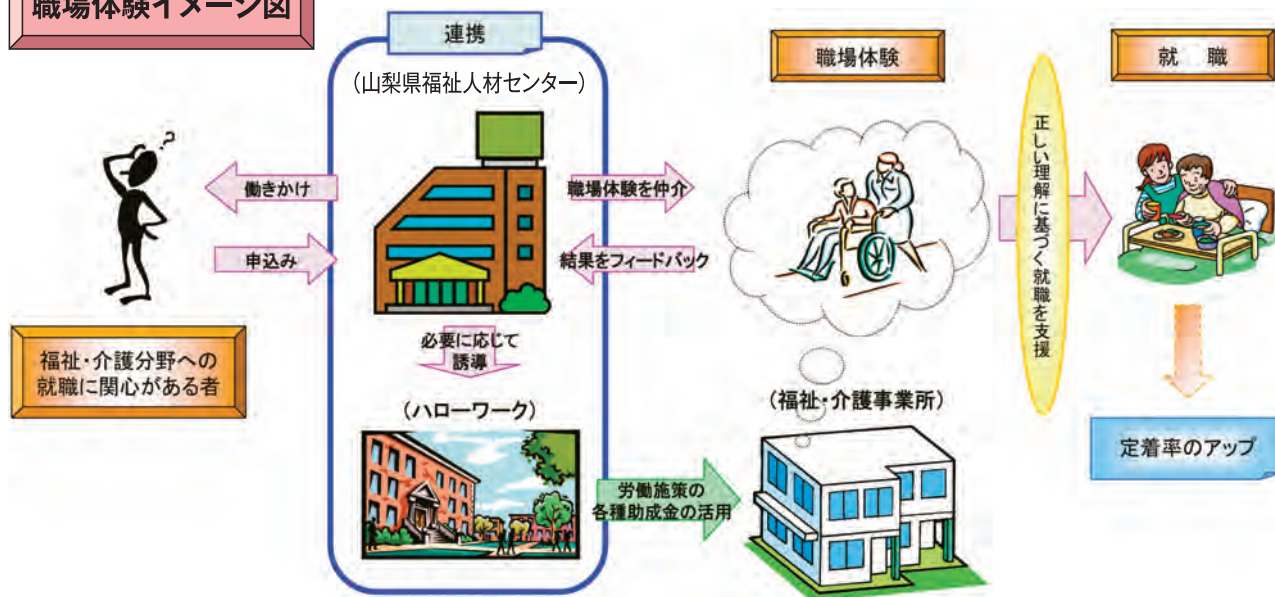 職場体験イメージ図
連携
(山梨県福祉人材センター)
職場体験
就　職
働きかけ
申込み
職場体験を仲介
結果をフィードバック
正しい理解に基づく就職を支援
福祉・介護分野への
就職に関心がある者
必要に応じて
誘導
(ハローワーク)
(福祉・介護事業所)
労働施策の
各種助成金の活用
定着率のアップ
?